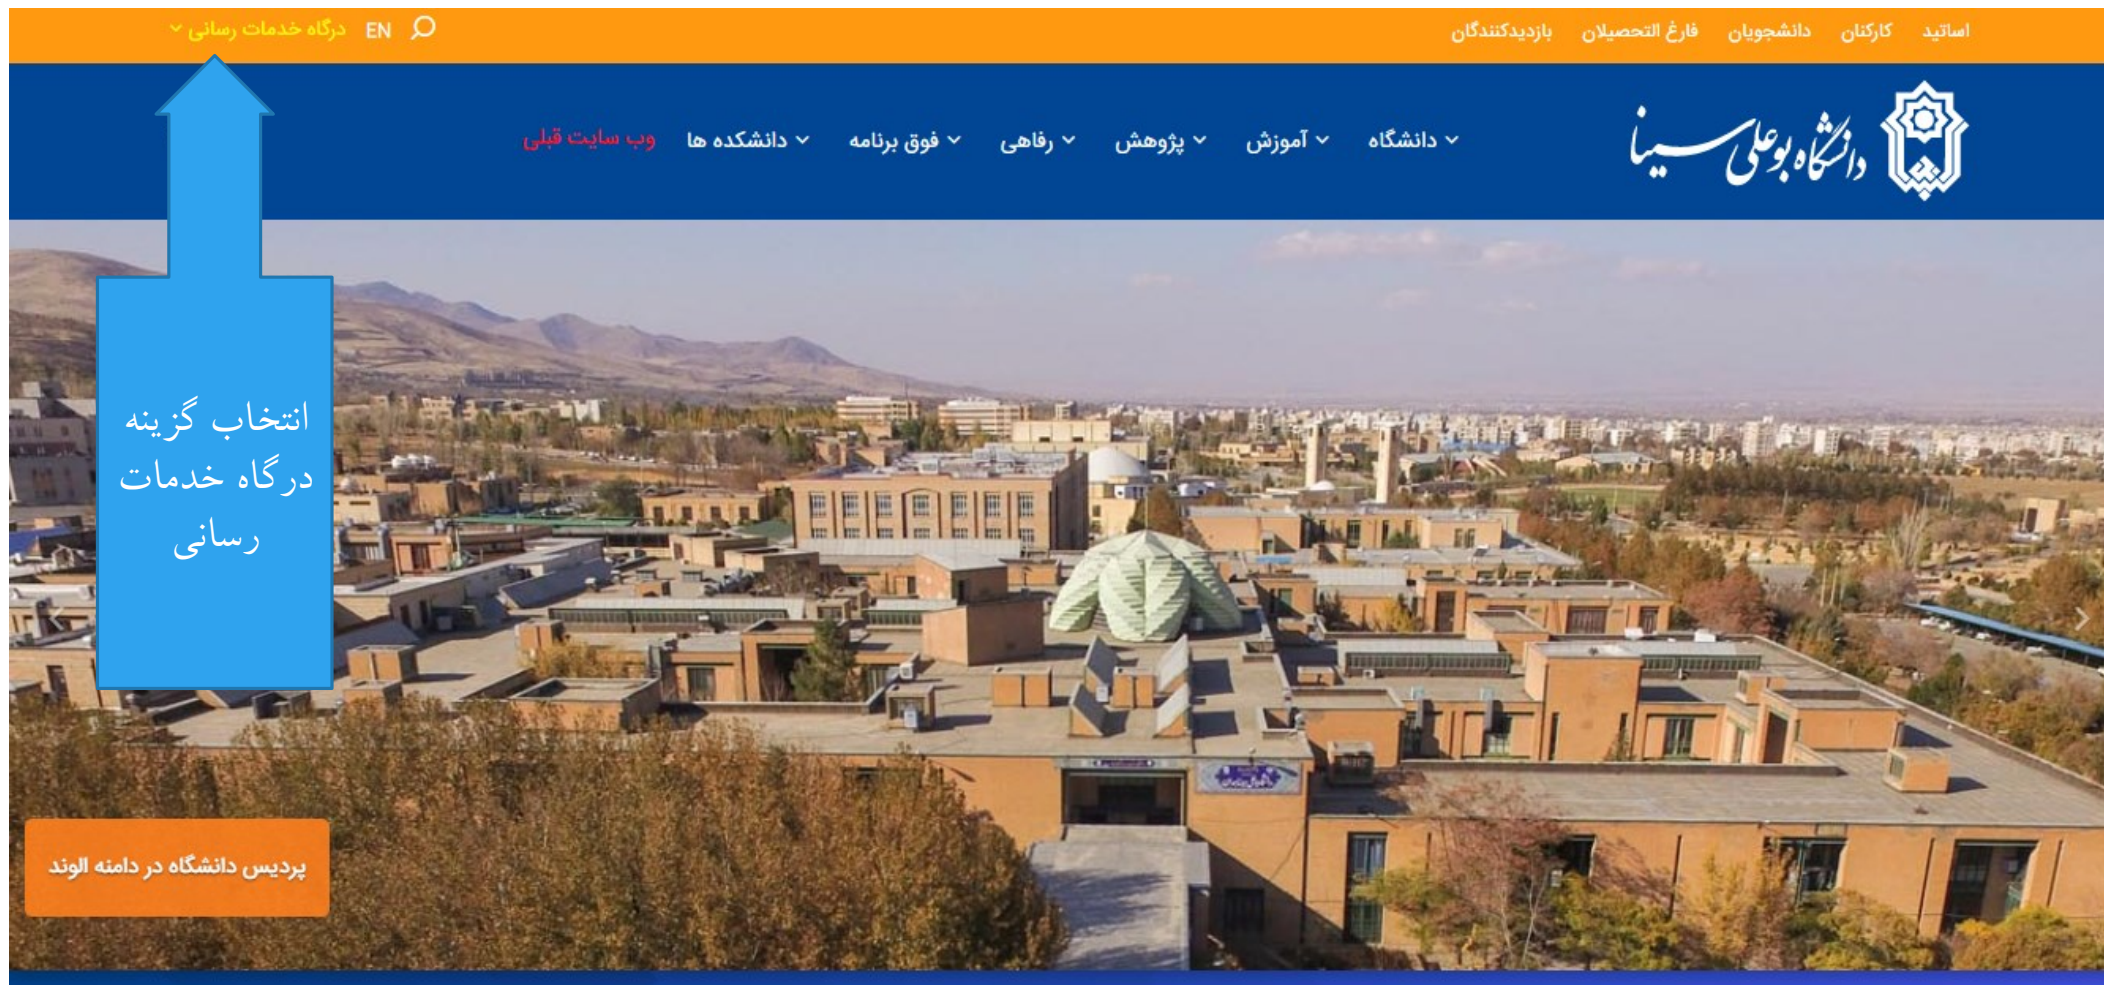 اساتید کارکنان دانشجویان فارغ التحصیلان بازدیدکنندگان
EN درگاه خدمات رسانی
دانشگاه بوعلی سینا
دانشگاه آموزش پژوهش رفاهی فوق برنامه دانشکده ها وب سایت قبلی
انتخاب گزینه
درگاه خدمات
رسانی
پردیس دانشگاه در دامنه الوند